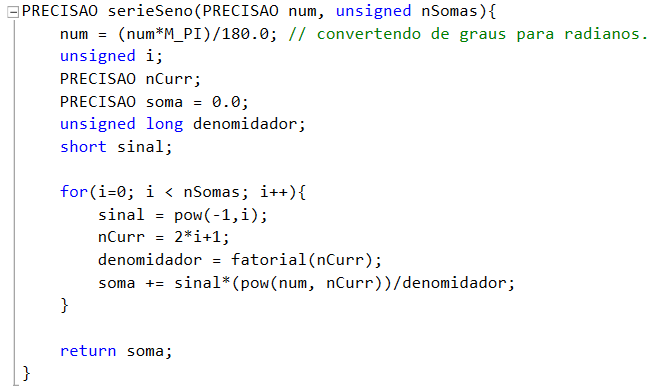 PRECISAO serieSeno(PRECISAO num, unsigned nSomas){
num = (num*M_PI)/180.0; // convertendo de graus para radianos.
unsigned i;
PRECISAO nCurr;
PRECISAO soma = 0.0;
unsigned long denomidador;
short sinal;
for(i=0; i < nSomas; i++){
sinal = pow(-1,i);
nCurr = 2*i+1;
denomidador = fatorial(nCurr);
soma += sinal*(pow(num, nCurr))/denomidador;
}
return soma;
}